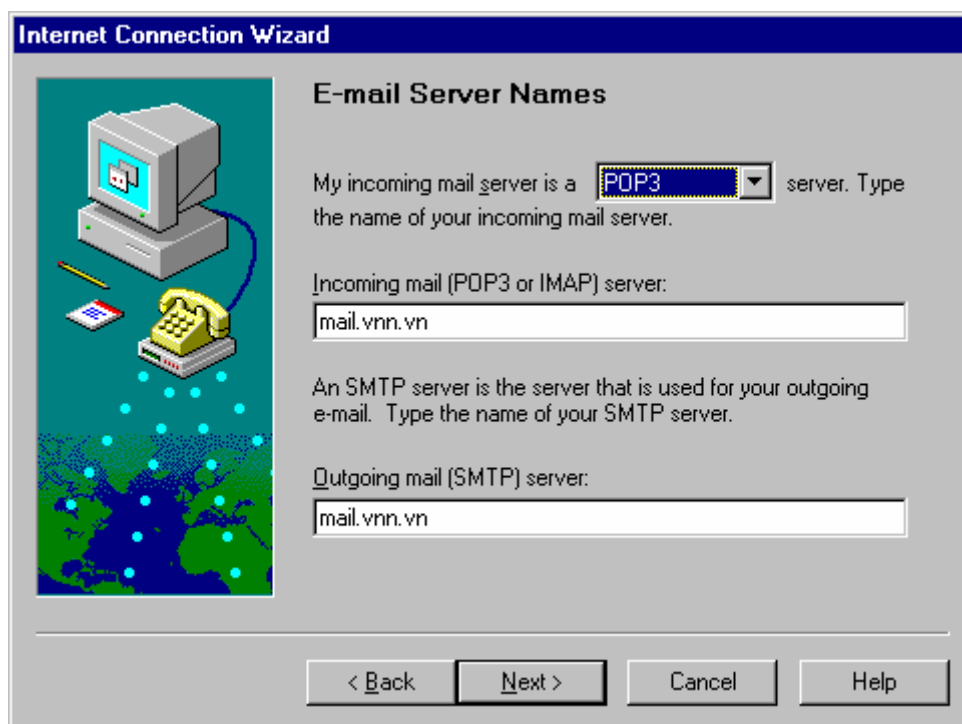 Internet Connection Wizard
E-mail Server Names
My incoming mail server is a POP3 server. Type
the name of your incoming mail server.
Incoming mail (POP3 or IMAP) server:
mail.vnn.vn
An SMTP server is the server that is used for your outgoing
e-mail. Type the name of your SMTP server.
Outgoing mail (SMTP) server:
mail.vnn.vn
< Back Next > Cancel Help